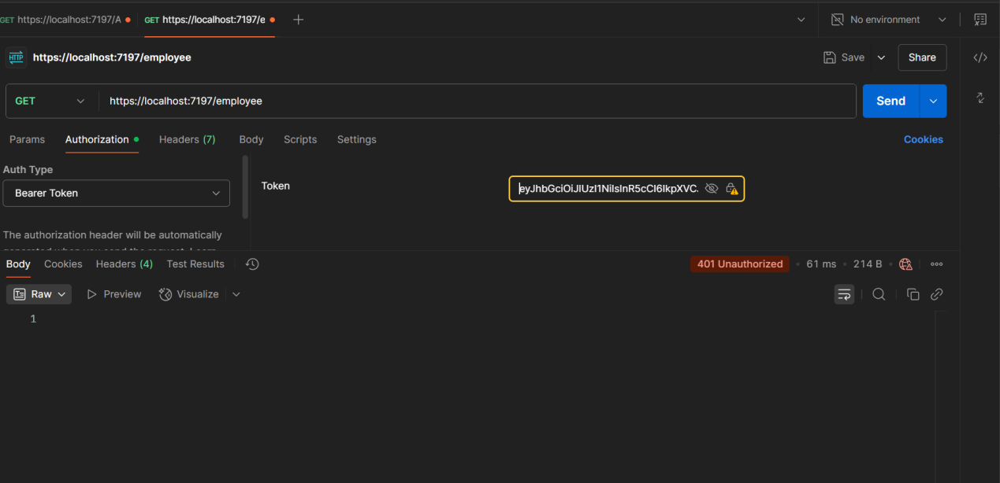 GET https://localhost:7197/A
GET https://localhost:7197/e
No environment
HTTP https://localhost:7197/employee
Save
Share
GET
https://localhost:7197/employee
Send
Params
Authorization
Headers (7)
Body
Scripts
Settings
Cookies
Auth Type
Bearer Token
Token
The authorization header will be automatically
Body
Cookies
Headers (4)
Test Results
401 Unauthorized
61 ms
214 B
Raw
Preview
Visualize
1